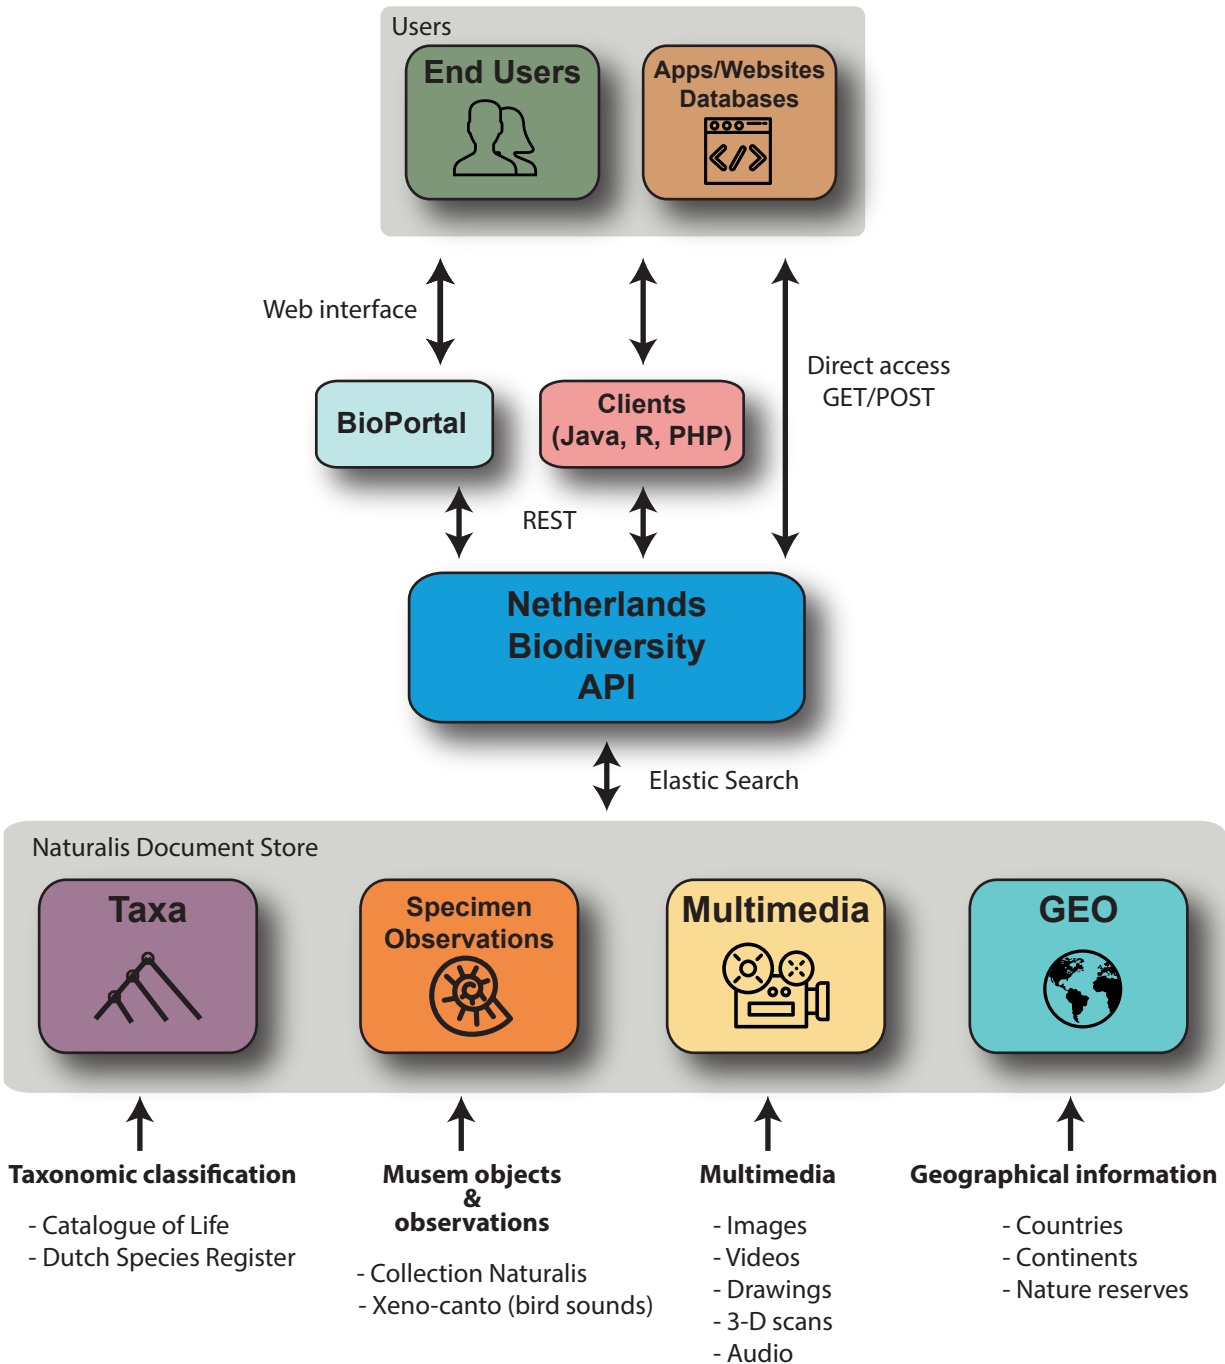 Users
End Users
Apps/Websites
Databases
</>
Web interface
Direct access
GET/POST
BioPortal
Clients
(Java, R, PHP)
REST
Netherlands
Biodiversity
API
Elastic Search
Naturalis Document Store
Taxa
Specimen
Observations
Multimedia
GEO
Taxonomic classification
- Catalogue of Life
- Dutch Species Register
Musem objects
&
observations
- Collection Naturalis
- Xeno-canto (bird sounds)
Multimedia
- Images
- Videos
- Drawings
- 3-D scans
- Audio
Geographical information
- Countries
- Continents
- Nature reserves